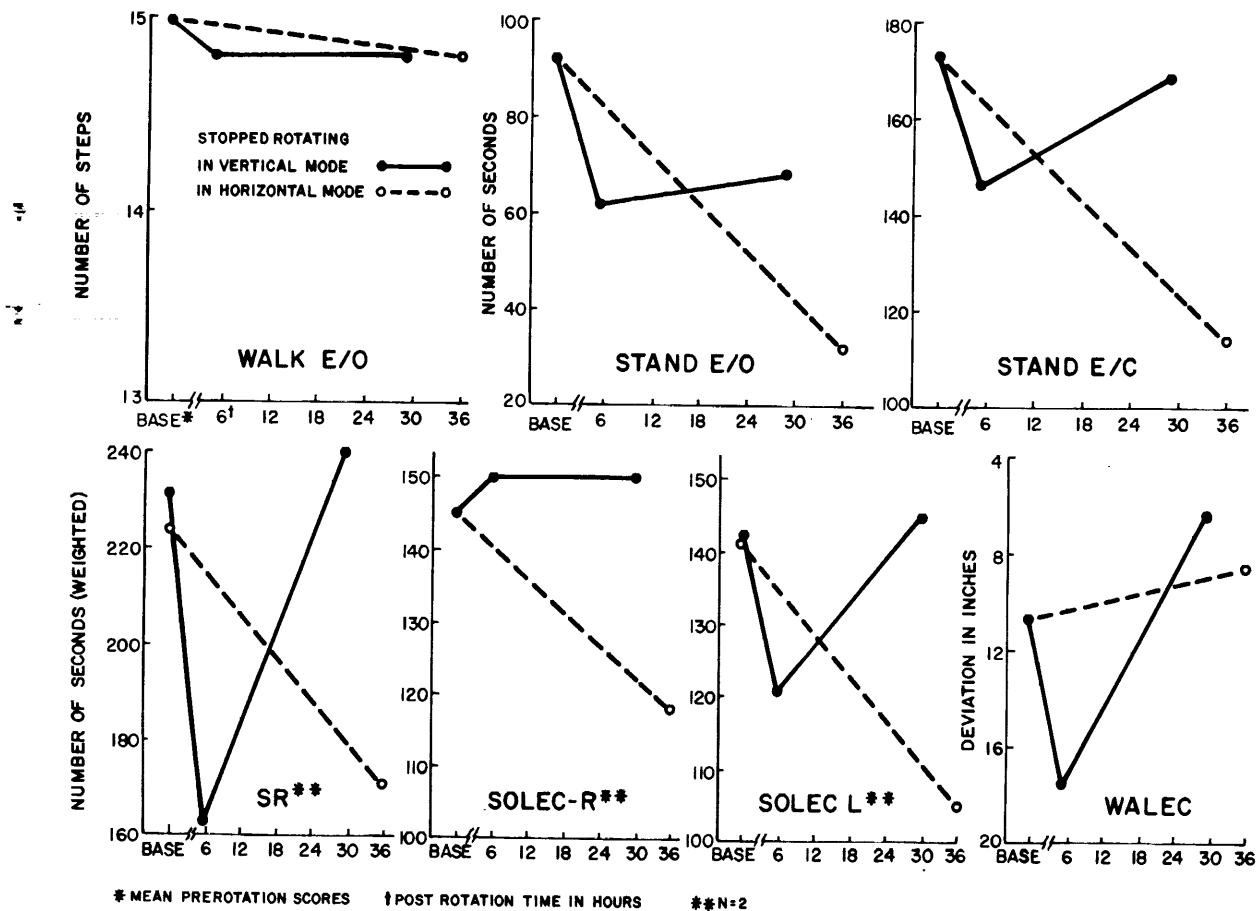 NUMBER OF STEPS
15
14
13
STOPPED ROTATING
IN VERTICAL MODE
IN HORIZONTAL MODE
WALK E/O
BASE* 6† 12 18 24 30 36
NUMBER OF SECONDS
100
80
60
40
20
STAND E/O
BASE 6 12 18 24 30 36
180
160
140
120
100
STAND E/C
BASE 6 12 18 24 30 36
NUMBER OF SECONDS (WEIGHTED)
240
220
200
180
160
SR**
BASE 6 12 18 24 30 36
150
140
130
120
110
100
SOLEC-R**
BASE 6 12 18 24 30 36
150
140
130
120
110
100
SOLEC L**
BASE 6 12 18 24 30 36
DEVIATION IN INCHES
4
8
12
16
20
WALEC
BASE 6 12 18 24 30 36
* MEAN PREROTATION SCORES † POST ROTATION TIME IN HOURS ** N=2